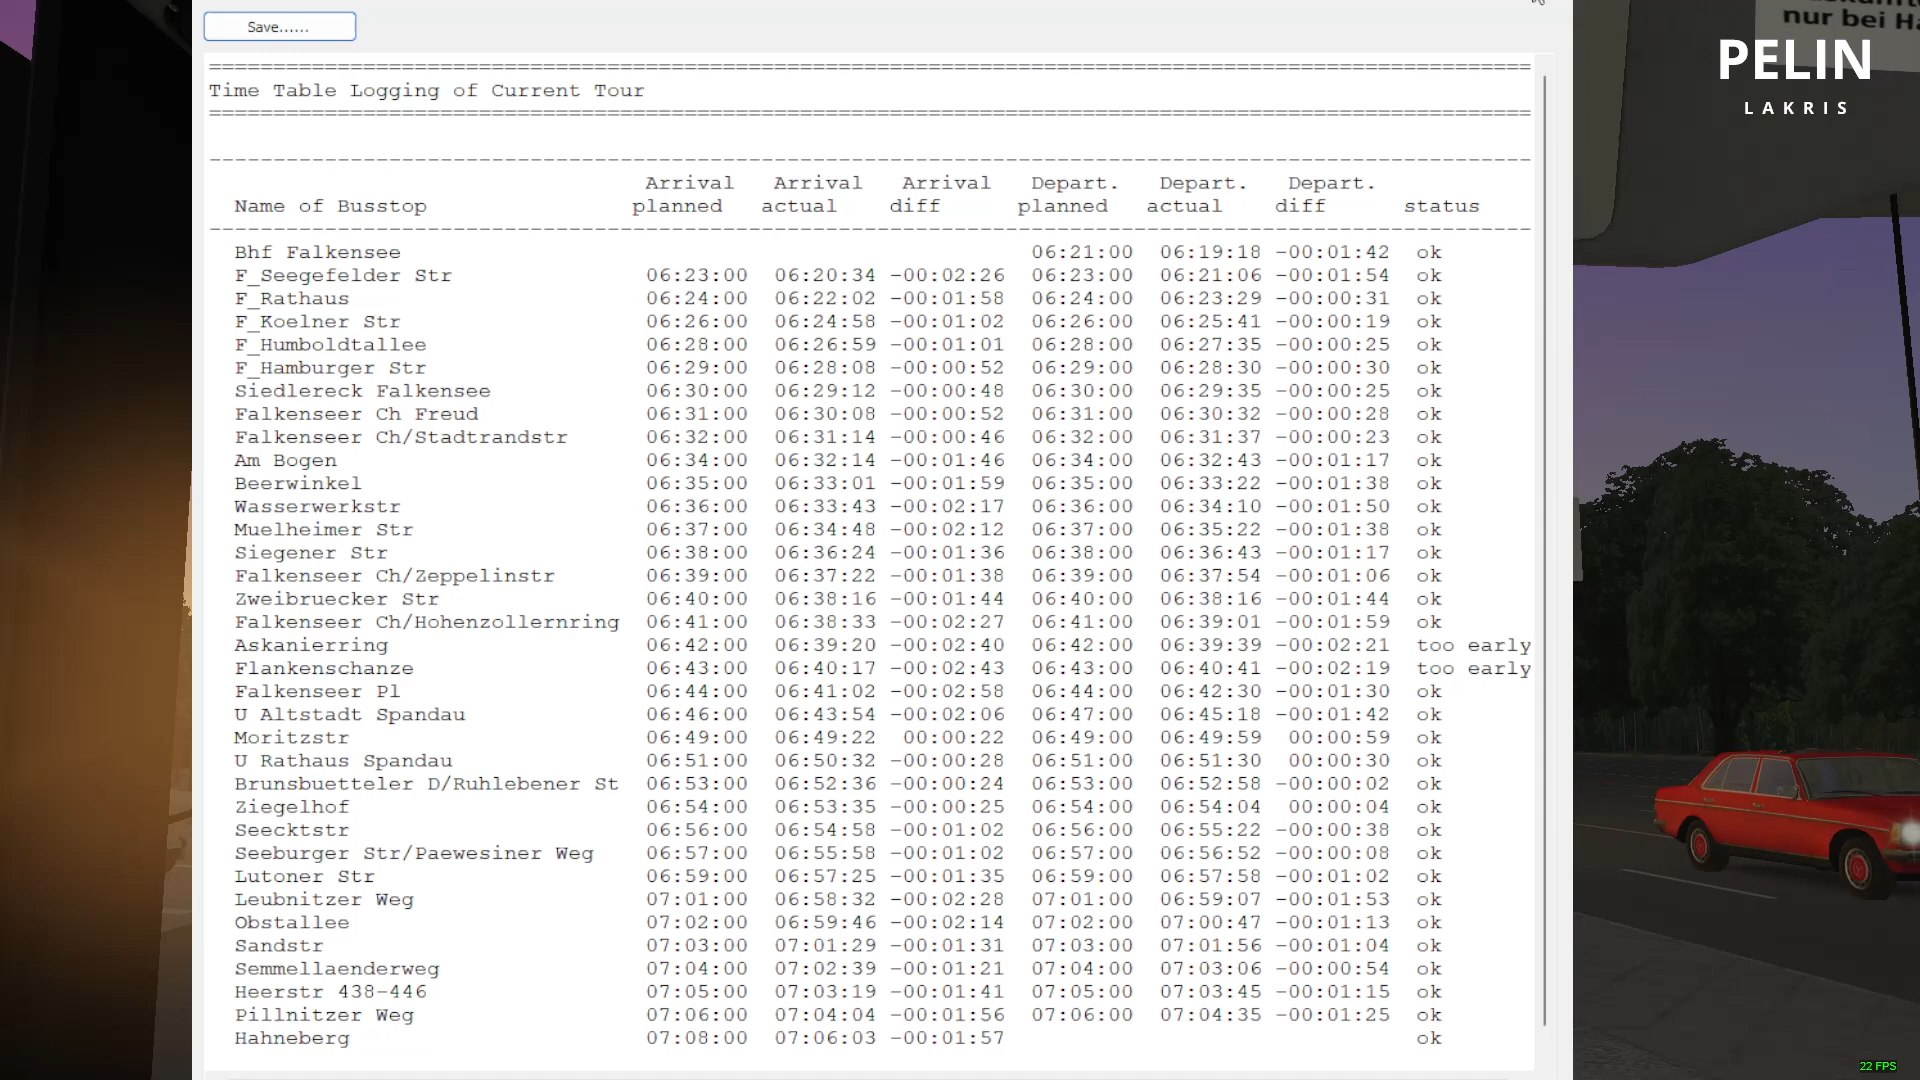 nur bei Ha
PELIN
LAKRIS
Save......
Time Table Logging of Current Tour
Arrival Arrival Arrival Depart. Depart. Depart.
Name of Busstop planned actual diff planned actual diff status
Bhf Falkensee 06:21:00 06:19:18 -00:01:42 ok
F_Seegefelder Str 06:23:00 06:20:34 -00:02:26 06:23:00 06:21:06 -00:01:54 ok
F_Rathaus 06:24:00 06:22:02 -00:01:58 06:24:00 06:23:29 -00:00:31 ok
F_Koelner Str 06:26:00 06:24:58 -00:01:02 06:26:00 06:25:41 -00:00:19 ok
F_Humboldtallee 06:28:00 06:26:59 -00:01:01 06:28:00 06:27:35 -00:00:25 ok
F_Hamburger Str 06:29:00 06:28:08 -00:00:52 06:29:00 06:28:30 -00:00:30 ok
Siedlereck Falkensee 06:30:00 06:29:12 -00:00:48 06:30:00 06:29:35 -00:00:25 ok
Falkenseer Ch Freud 06:31:00 06:30:08 -00:00:52 06:31:00 06:30:32 -00:00:28 ok
Falkenseer Ch/Stadtrandstr 06:32:00 06:31:14 -00:00:46 06:32:00 06:31:37 -00:00:23 ok
Am Bogen 06:34:00 06:32:14 -00:01:46 06:34:00 06:32:43 -00:01:17 ok
Beerwinkel 06:35:00 06:33:01 -00:01:59 06:35:00 06:33:22 -00:01:38 ok
Wasserwerkstr 06:36:00 06:33:43 -00:02:17 06:36:00 06:34:10 -00:01:50 ok
Muelheimer Str 06:37:00 06:34:48 -00:02:12 06:37:00 06:35:22 -00:01:38 ok
Siegener Str 06:38:00 06:36:24 -00:01:36 06:38:00 06:36:43 -00:01:17 ok
Falkenseer Ch/Zeppelinstr 06:39:00 06:37:22 -00:01:38 06:39:00 06:37:54 -00:01:06 ok
Zweibruecker Str 06:40:00 06:38:16 -00:01:44 06:40:00 06:38:16 -00:01:44 ok
Falkenseer Ch/Hohenzollernring 06:41:00 06:38:33 -00:02:27 06:41:00 06:39:01 -00:01:59 ok
Askanierring 06:42:00 06:39:20 -00:02:40 06:42:00 06:39:39 -00:02:21 too early
Flankenschanze 06:43:00 06:40:17 -00:02:43 06:43:00 06:40:41 -00:02:19 too early
Falkenseer Pl 06:44:00 06:41:02 -00:02:58 06:44:00 06:42:30 -00:01:30 ok
U Altstadt Spandau 06:46:00 06:43:54 -00:02:06 06:47:00 06:45:18 -00:01:42 ok
Moritzstr 06:49:00 06:49:22 00:00:22 06:49:00 06:49:59 00:00:59 ok
U Rathaus Spandau 06:51:00 06:50:32 -00:00:28 06:51:00 06:51:30 00:00:30 ok
Brunsbuetteler D/Ruhlebener St 06:53:00 06:52:36 -00:00:24 06:53:00 06:52:58 -00:00:02 ok
Ziegelhof 06:54:00 06:53:35 -00:00:25 06:54:00 06:54:04 00:00:04 ok
Seecktstr 06:56:00 06:54:58 -00:01:02 06:56:00 06:55:22 -00:00:38 ok
Seeburger Str/Paewesiner Weg 06:57:00 06:55:58 -00:01:02 06:57:00 06:56:52 -00:00:08 ok
Lutoner Str 06:59:00 06:57:25 -00:01:35 06:59:00 06:57:58 -00:01:02 ok
Leubnitzer Weg 07:01:00 06:58:32 -00:02:28 07:01:00 06:59:07 -00:01:53 ok
Obstallee 07:02:00 06:59:46 -00:02:14 07:02:00 07:00:47 -00:01:13 ok
Sandstr 07:03:00 07:01:29 -00:01:31 07:03:00 07:01:56 -00:01:04 ok
Semmellaenderweg 07:04:00 07:02:39 -00:01:21 07:04:00 07:03:06 -00:00:54 ok
Heerstr 438-446 07:05:00 07:03:19 -00:01:41 07:05:00 07:03:45 -00:01:15 ok
Pillnitzer Weg 07:06:00 07:04:04 -00:01:56 07:06:00 07:04:35 -00:01:25 ok
Hahneberg 07:08:00 07:06:03 -00:01:57 ok
22 FPS